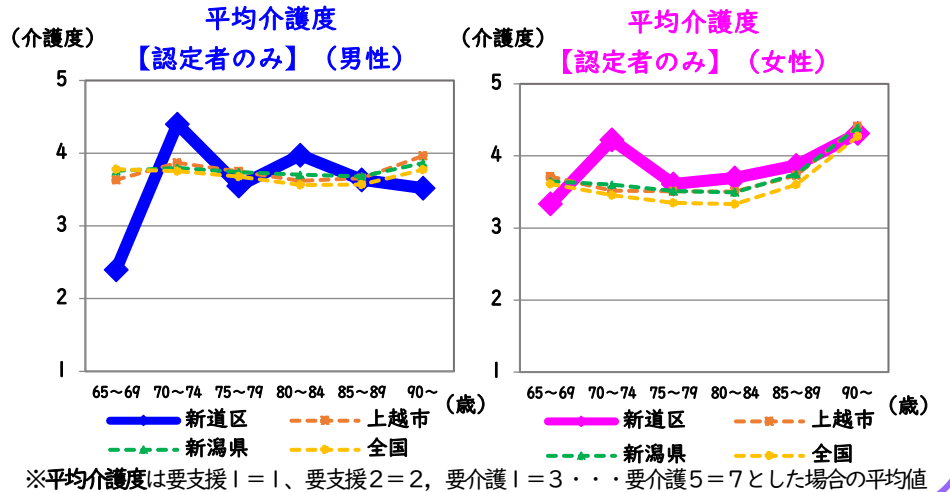 平均介護度
【認定者のみ】（男性）
（介護度）
5
4
3
2
1
65～69
70～74
75～79
80～84
85～89
90～
（歳）
新道区
上越市
新潟県
全国
平均介護度
【認定者のみ】（女性）
（介護度）
5
4
3
2
1
65～69
70～74
75～79
80～84
85～89
90～
（歳）
新道区
上越市
新潟県
全国
※平均介護度は要支援１＝１、要支援２＝２，要介護１＝３・・・要介護５＝７とした場合の平均値